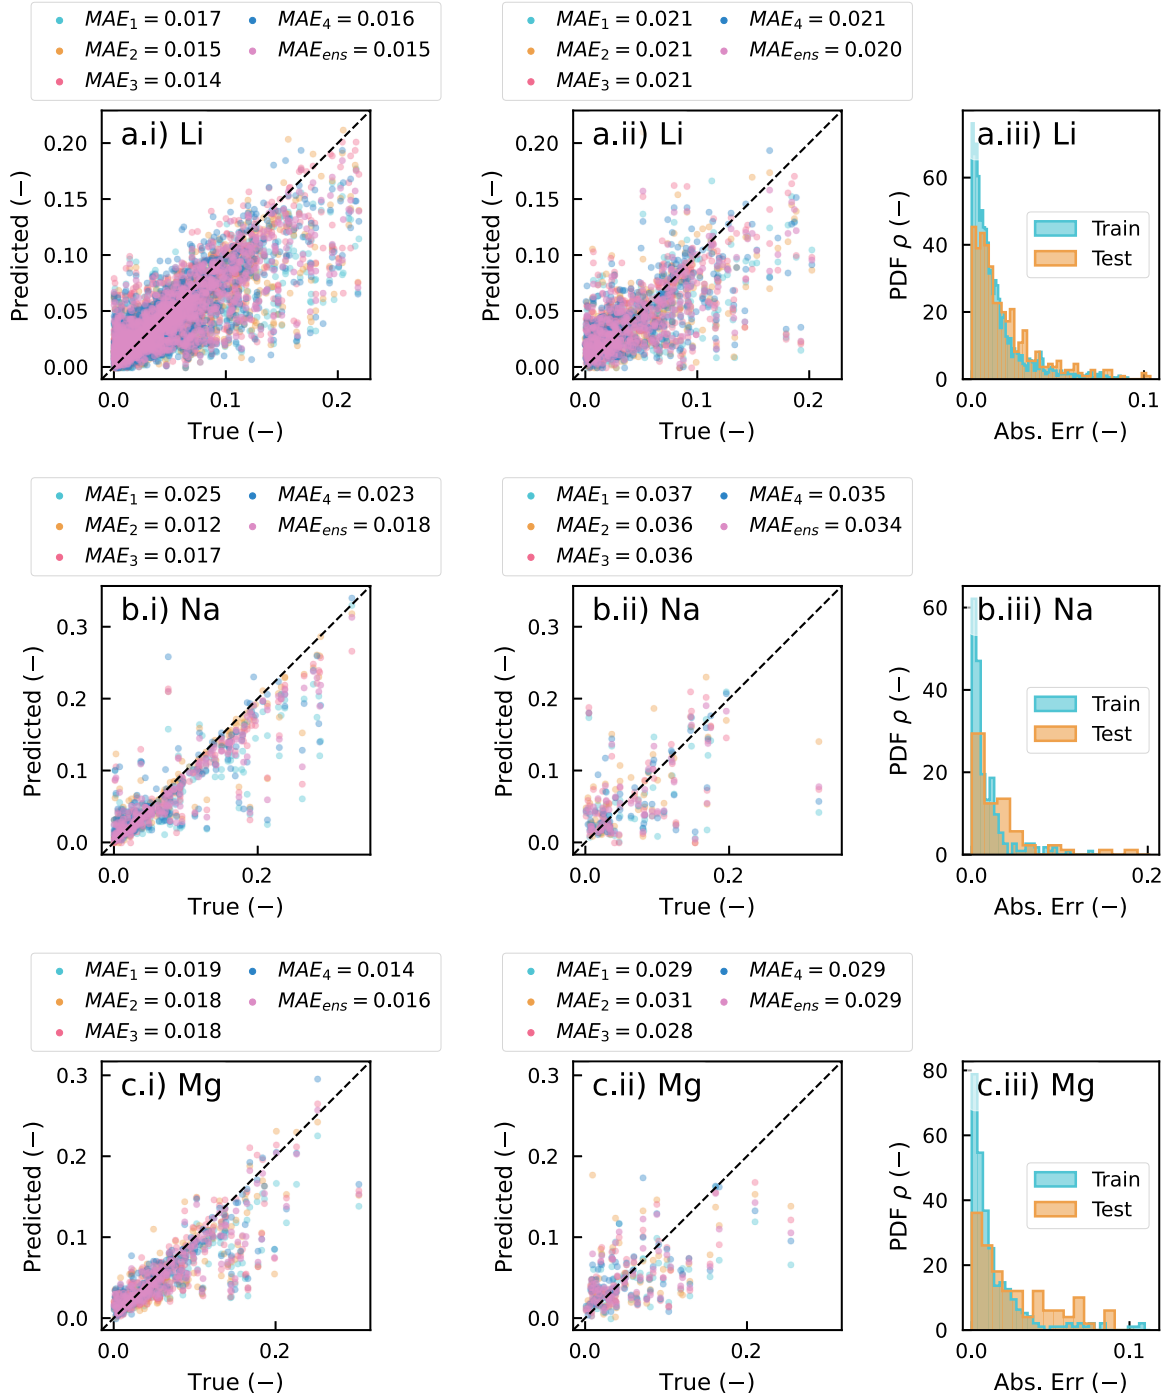 MAE1 = 0.017
MAE2 = 0.015
MAE3 = 0.014
MAE4 = 0.016
MAEens = 0.015
a.i) Li
Predicted (−)
0.20
0.15
0.10
0.05
0.00
0.0 0.1 0.2
True (−)
MAE1 = 0.021
MAE2 = 0.021
MAE3 = 0.021
MAE4 = 0.021
MAEens = 0.020
a.ii) Li
Predicted (−)
0.20
0.15
0.10
0.05
0.00
0.0 0.1 0.2
True (−)
a.iii) Li
PDF ρ (−)
60
40
20
0
Train
Test
0.0 0.1
Abs. Err (−)
MAE1 = 0.025
MAE2 = 0.012
MAE3 = 0.017
MAE4 = 0.023
MAEens = 0.018
b.i) Na
Predicted (−)
0.3
0.2
0.1
0.0
0.0 0.2
True (−)
MAE1 = 0.037
MAE2 = 0.036
MAE3 = 0.036
MAE4 = 0.035
MAEens = 0.034
b.ii) Na
Predicted (−)
0.3
0.2
0.1
0.0
0.0 0.2
True (−)
b.iii) Na
PDF ρ (−)
60
40
20
0
Train
Test
0.0 0.2
Abs. Err (−)
MAE1 = 0.019
MAE2 = 0.018
MAE3 = 0.018
MAE4 = 0.014
MAEens = 0.016
c.i) Mg
Predicted (−)
0.3
0.2
0.1
0.0
0.0 0.2
True (−)
MAE1 = 0.029
MAE2 = 0.031
MAE3 = 0.028
MAE4 = 0.029
MAEens = 0.029
c.ii) Mg
Predicted (−)
0.3
0.2
0.1
0.0
0.0 0.2
True (−)
c.iii) Mg
PDF ρ (−)
80
60
40
20
0
Train
Test
0.0 0.1
Abs. Err (−)